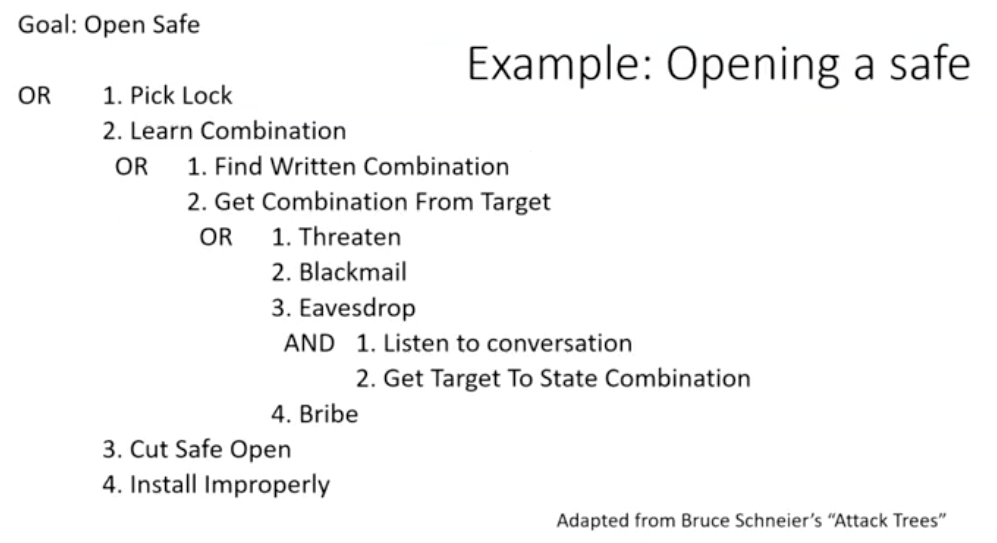 Goal: Open Safe
Example: Opening a safe
OR 1. Pick Lock
2. Learn Combination
OR 1. Find Written Combination
2. Get Combination From Target
OR 1. Threaten
2. Blackmail
3. Eavesdrop
AND 1. Listen to conversation
2. Get Target To State Combination
4. Bribe
3. Cut Safe Open
4. Install Improperly
Adapted from Bruce Schneier’s “Attack Trees”